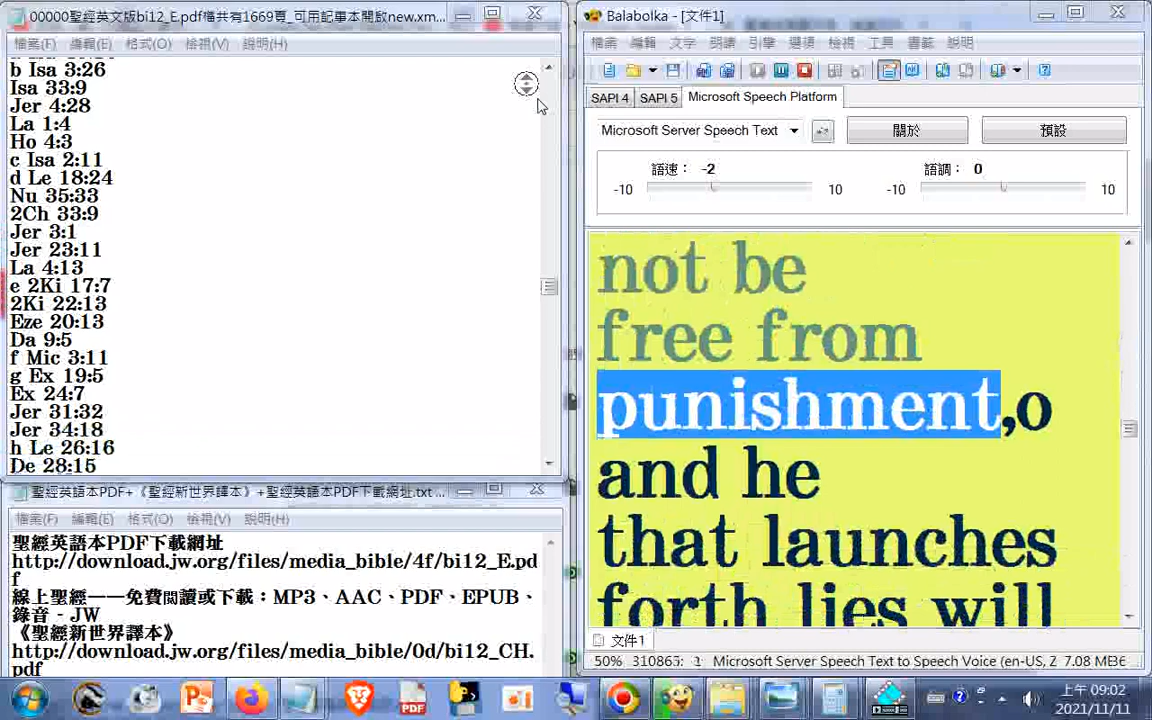 00000聖經英文版bi12_E.pdf檔共有1669頁_可用記事本開啟new.xm...
檔案(F) 編輯(E) 格式(O) 檢視(V) 說明(H)
b Isa 3:26
Isa 33:9
Jer 4:28
La 1:4
Ho 4:3
c Isa 2:11
d Le 18:24
Nu 35:33
2Ch 33:9
Jer 3:1
Jer 23:11
La 4:13
e 2Ki 17:7
2Ki 22:13
Eze 20:13
Da 9:5
f Mic 3:11
g Ex 19:5
Ex 24:7
Jer 31:32
Jer 34:18
h Le 26:16
De 28:15
聖經英語本PDF+《聖經新世界譯本》+聖經英語本PDF下載網址.txt ...
檔案(F) 編輯(E) 格式(O) 檢視(V) 說明(H)
聖經英語本PDF下載網址
http://download.jw.org/files/media_bible/4f/bi12_E.pd
f
線上聖經——免費閱讀或下載：MP3、AAC、PDF、EPUB、
錄音 - JW
《聖經新世界譯本》
http://download.jw.org/files/media_bible/0d/bi12_CH.
pdf
Balabolka - [文件1]
檔案 編輯 文字 朗讀 引擎 選項 檢視 工具 書籤 說明
SAPI 4 SAPI 5 Microsoft Speech Platform
Microsoft Server Speech Text 關於 預設
語速： -2 語調： 0
-10 10 -10 10
not be
free from
punishment,o
and he
that launches
forth lies will
文件1
50% 310865: 1 Microsoft Server Speech Text to Speech Voice (en-US, Z 7.08 MB
上午 09:02
2021/11/11